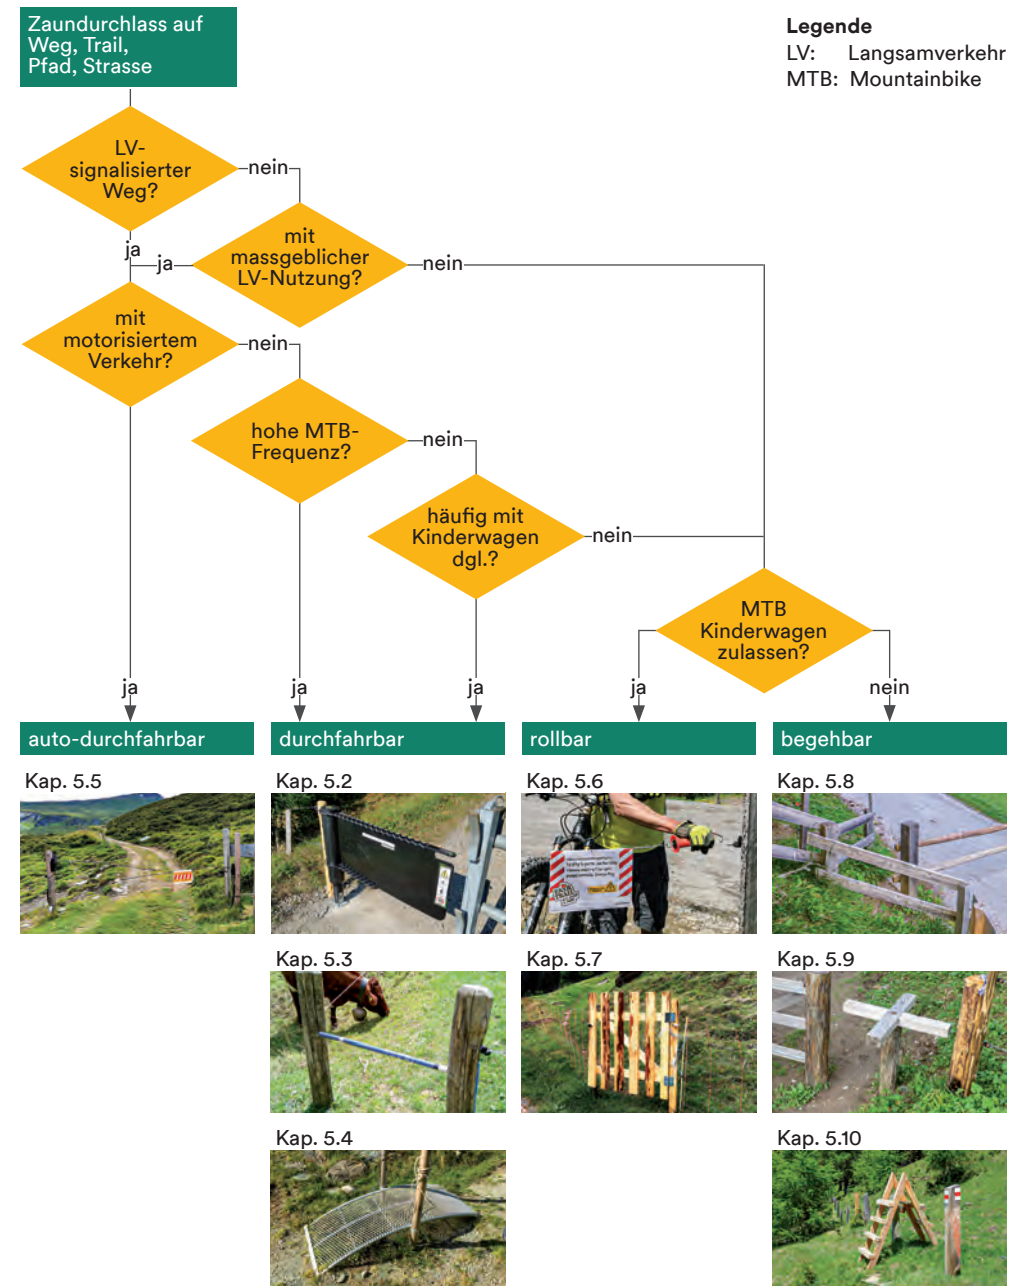 Zaundurchlass auf
Weg, Trail,
Pfad, Strasse
Legende
LV: Langsamverkehr
MTB: Mountainbike
LV-
signalisierter
Weg?
nein
ja
mit
massgeblicher
LV-Nutzung?
ja
nein
mit
motorisiertem
Verkehr?
nein
hohe MTB-
Frequenz?
nein
häufig mit
Kinderwagen
dgl.?
nein
MTB
Kinderwagen
zulassen?
ja
ja
ja
ja
nein
auto-durchfahrbar
durchfahrbar
rollbar
begehbar
Kap. 5.5
Kap. 5.2
Kap. 5.6
Kap. 5.8
Kap. 5.3
Kap. 5.7
Kap. 5.9
Kap. 5.4
Kap. 5.10